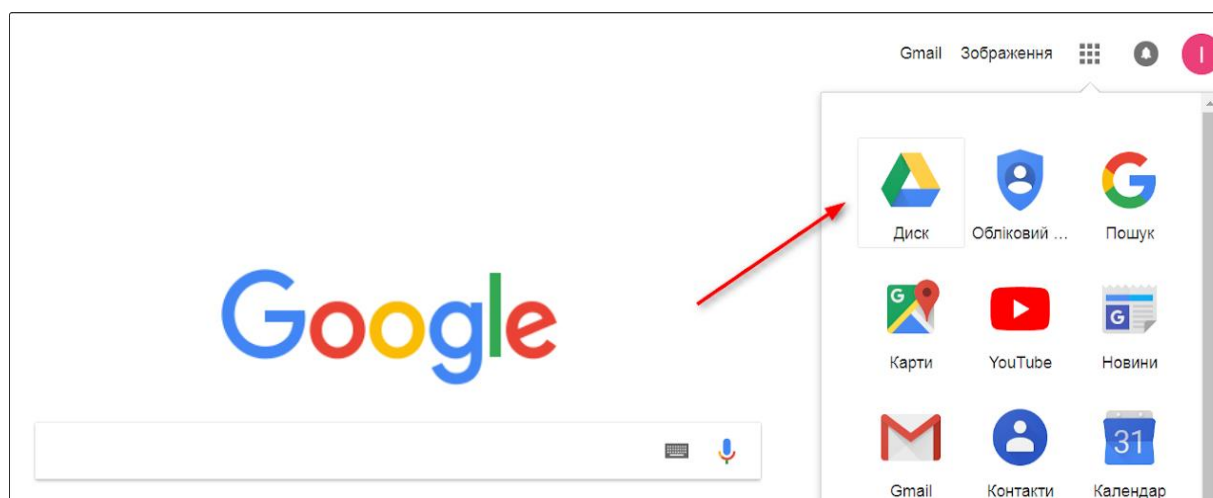 Gmail Зображення I
Диск Обліковий ... Пошук
Google
G G
Карти YouTube Новини
31
Gmail Контакти Календар